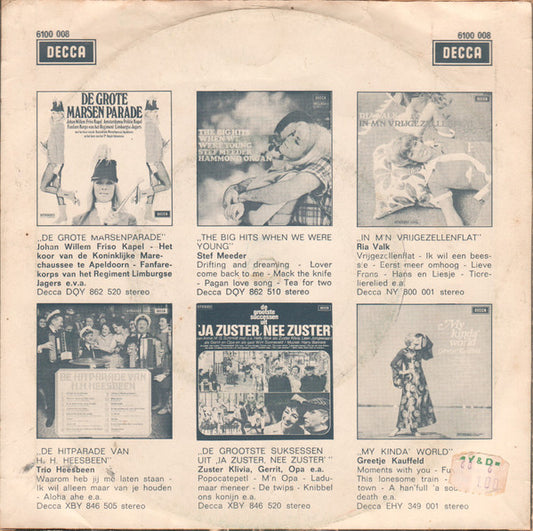 6100 008
DECCA
6100 008
DECCA
DE GROTE
MARSEN PARADE
THE BIG HITS
WHEN WE
WERE YOUNG
STEF MEEDER
HAMMOND ORGAN
IN M'N VRIJGEZELLENFLAT
„DE GROTE MARSENPARADE"
Johan Willem Friso Kapel - Het
koor van de Koninklijke Mare-
chaussee te Apeldoorn - Fanfare-
korps van het Regiment Limburgse
Jagers e.v.a.
Decca DQY 862 520 stereo
„THE BIG HITS WHEN WE WERE
YOUNG"
Stef Meeder
Drifting and dreaming - Lover
come back to me - Mack the knife
- Pagan love song - Tea for two
Decca DQY 862 510 stereo
„IN M'N VRIJGEZELLENFLAT"
Ria Valk
Vrijgezellenflat - Ik wil een bees-
sie - Eerst meer omhoog - Lieve
Frans - Hans en Liesje - Tiere-
lierelied e.a.
Decca NY 800 001 stereo
DE HITPARADE VAN
H.H. HEESBEEN
de grootste
successen
uit
'JA ZUSTER, NEE ZUSTER'
My
kinda'
world
„DE HITPARADE VAN
H. H. HEESBEEN"
Trio Heesbeen
Waarom heb jij me laten staan -
Ik wil alleen maar van je houden
- Aloha ahe e.a.
Decca XBY 846 505 stereo
„DE GROOTSTE SUKSESSEN
UIT ,JA ZUSTER, NEE ZUSTER'"
Zuster Klivia, Gerrit, Opa e.a.
Popocatepetl - M'n Opa - Ladu-
maar meneer - De twips - Knibbel
ons konijn e.a.
Decca XBY 846 520 stereo
„MY KINDA' WORLD"
Greetje Kauffeld
Moments with you - Fu
This lonesome train -
town - A han'full 'a so
death e.a.
Decca EHY 349 001 stereo
V&D